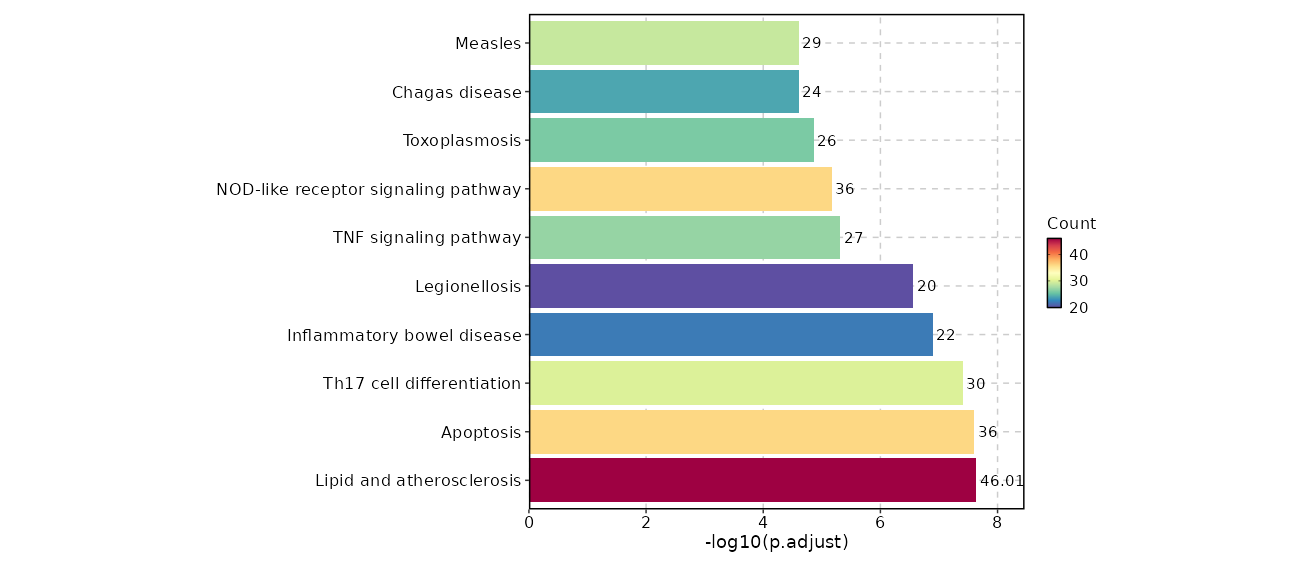 Measles
29
Chagas disease
24
Toxoplasmosis
26
NOD-like receptor signaling pathway
36
TNF signaling pathway
27
Legionellosis
20
Inflammatory bowel disease
22
Th17 cell differentiation
30
Apoptosis
36
Lipid and atherosclerosis
46.01
0 2 4 6 8
-log10(p.adjust)
Count
40
30
20